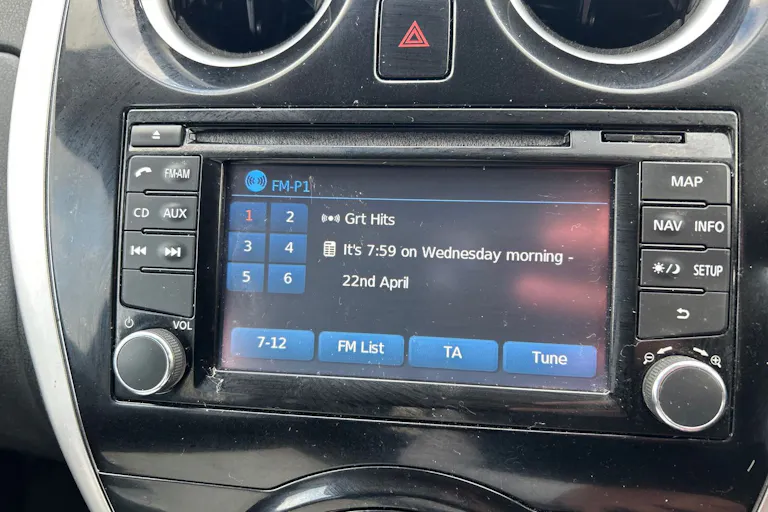 FM-AM
CD AUX
VOL
FM-P1
1 2
3 4
5 6
Grt Hits
It's 7:59 on Wednesday morning -
22nd April
7-12 FM List TA Tune
MAP
NAV INFO
SETUP